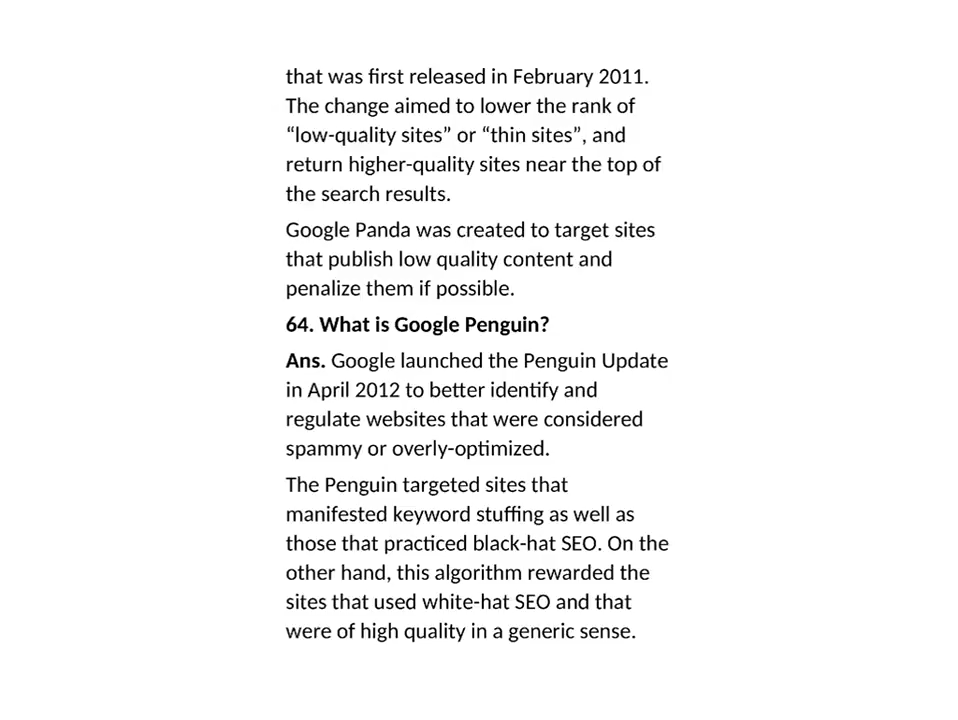 that was first released in February 2011.
The change aimed to lower the rank of
“low-quality sites” or “thin sites”, and
return higher-quality sites near the top of
the search results.
Google Panda was created to target sites
that publish low quality content and
penalize them if possible.
64. What is Google Penguin?
Ans. Google launched the Penguin Update
in April 2012 to better identify and
regulate websites that were considered
spammy or overly-optimized.
The Penguin targeted sites that
manifested keyword stuffing as well as
those that practiced black-hat SEO. On the
other hand, this algorithm rewarded the
sites that used white-hat SEO and that
were of high quality in a generic sense.